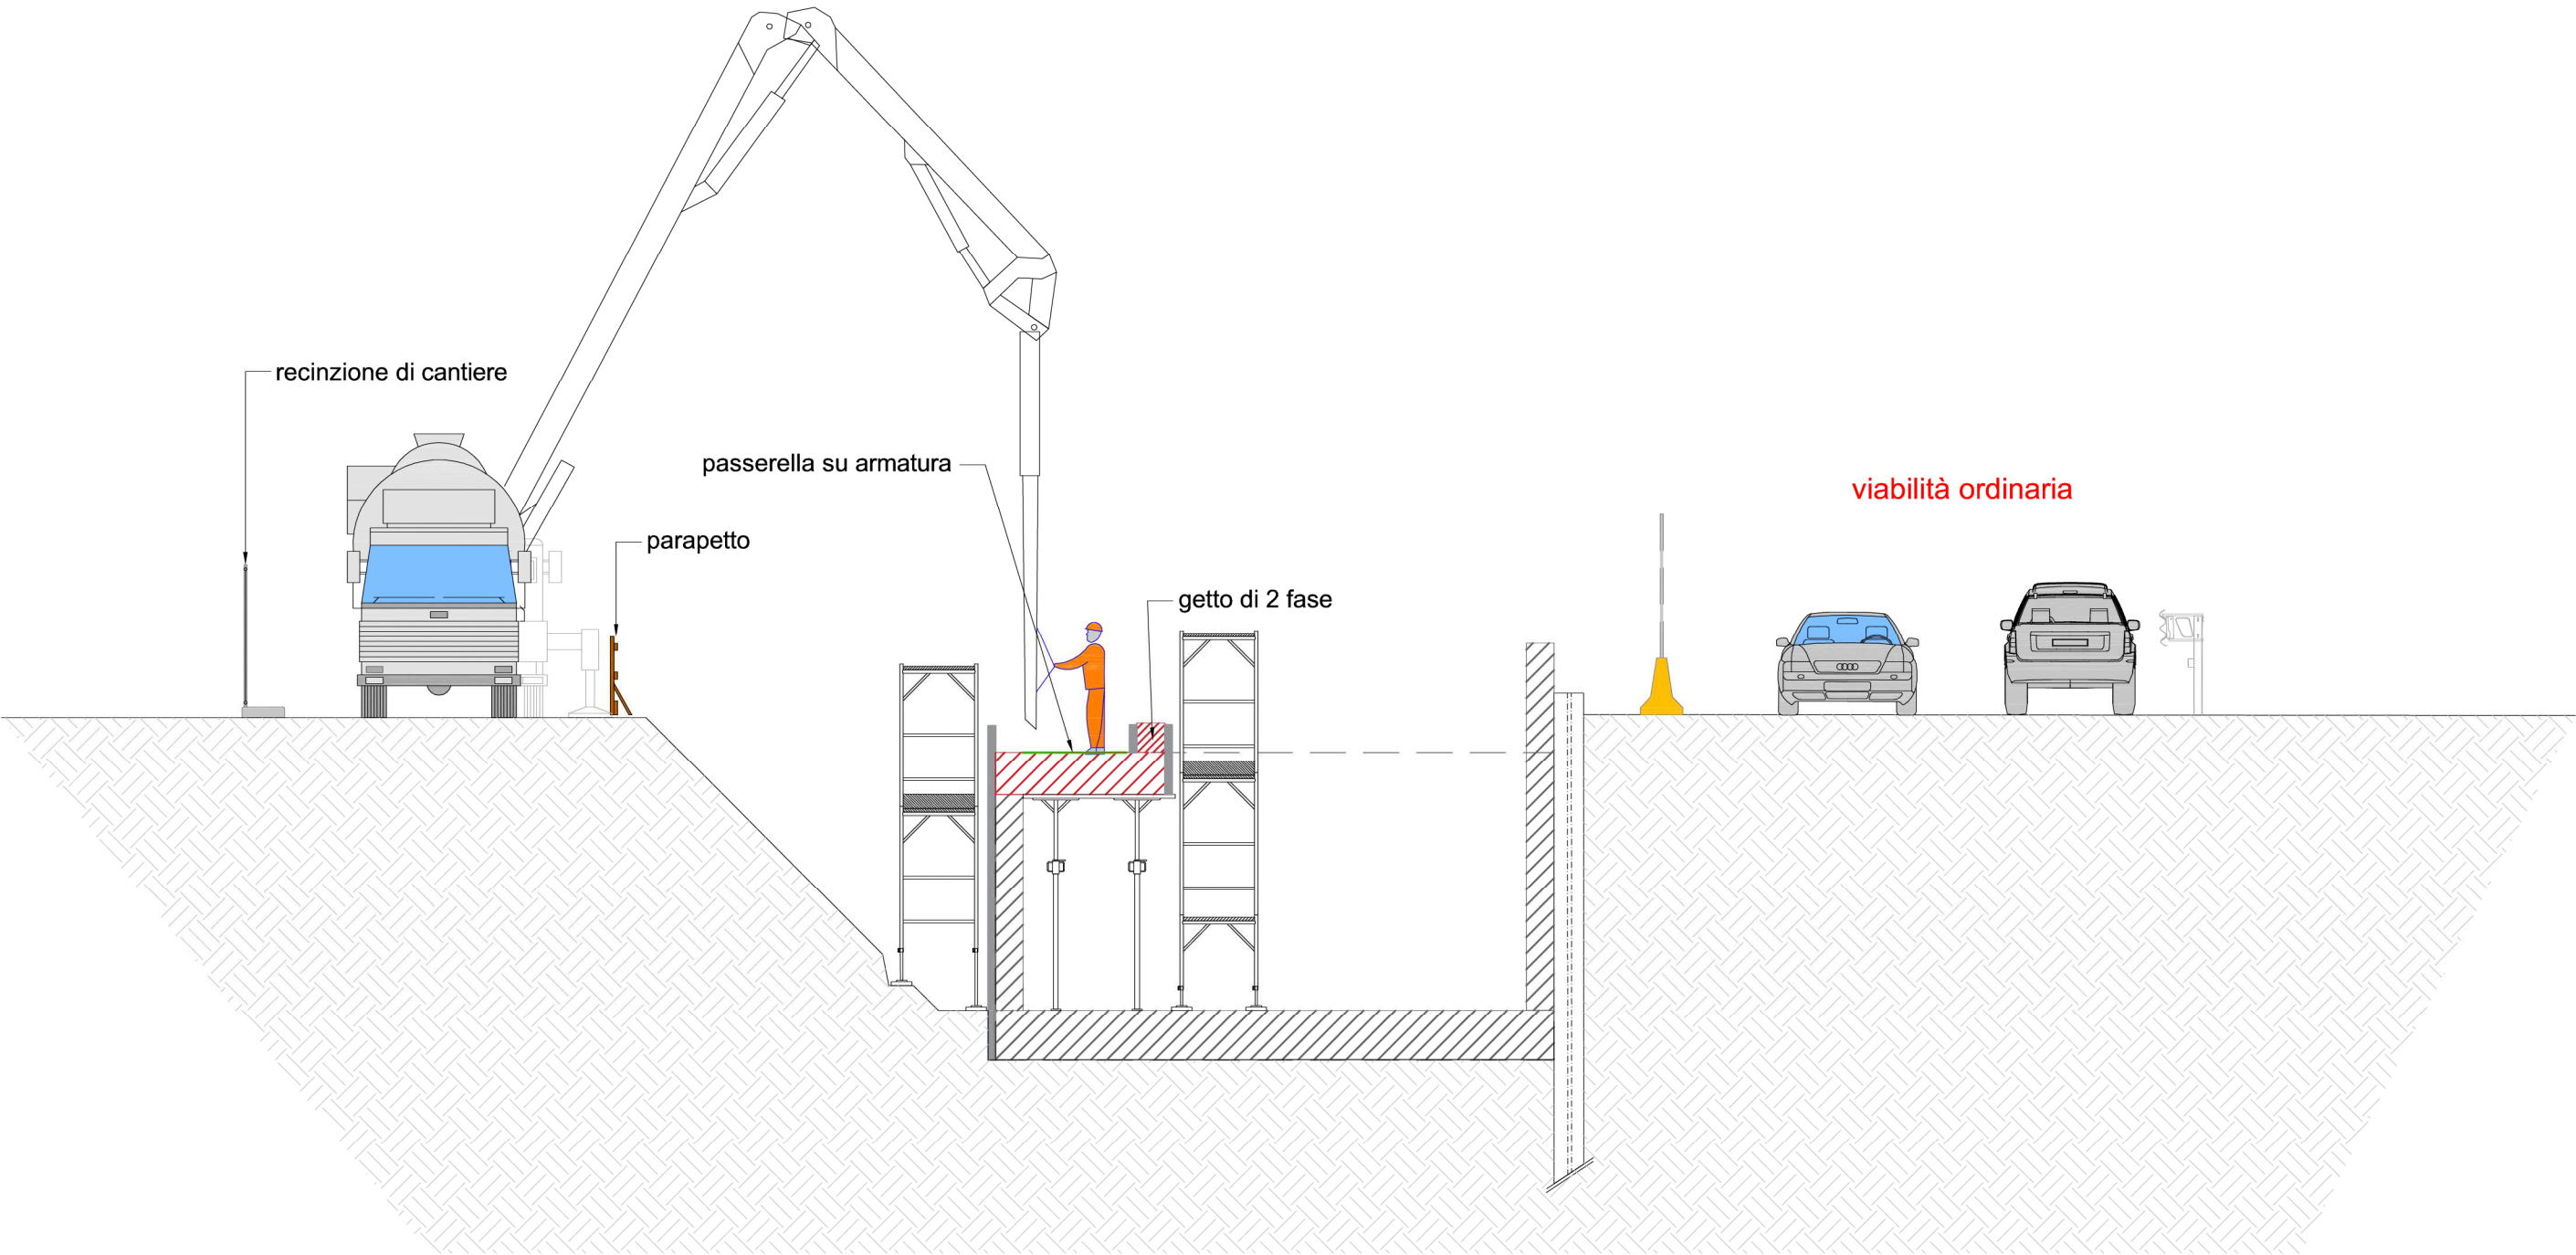 recinzione di cantiere
passerella su armatura
viabilità ordinaria
parapetto
getto di 2 fase